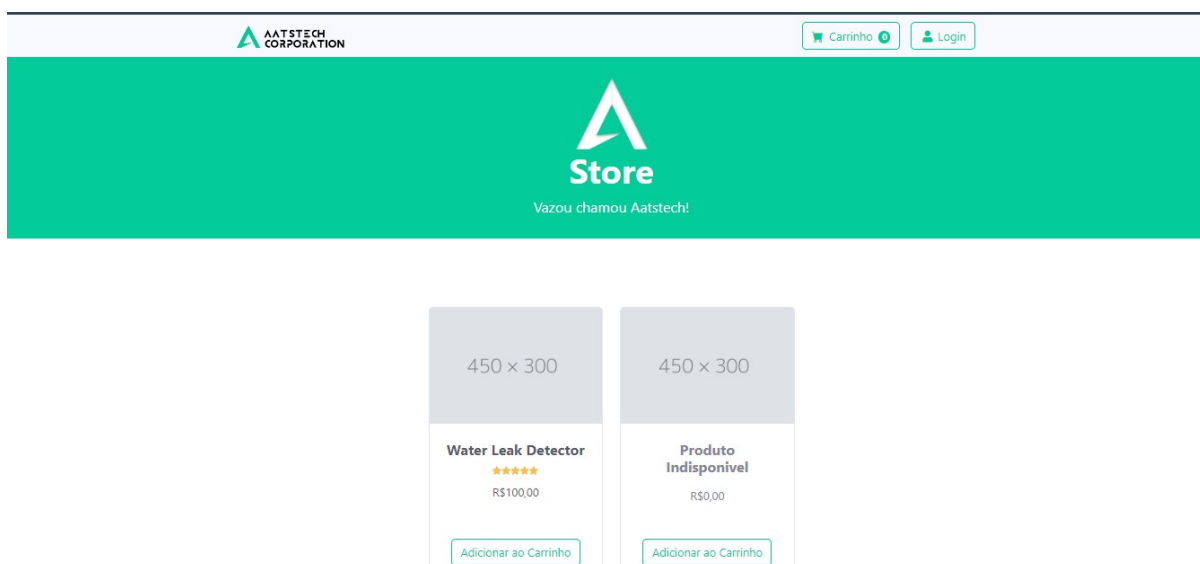 AATSTECH
CORPORATION
Carrinho 0
Login
Store
Vazou chamou Aatstech!
450 × 300
450 × 300
Water Leak Detector
R$100,00
Adicionar ao Carrinho
Produto
Indisponivel
R$0,00
Adicionar ao Carrinho